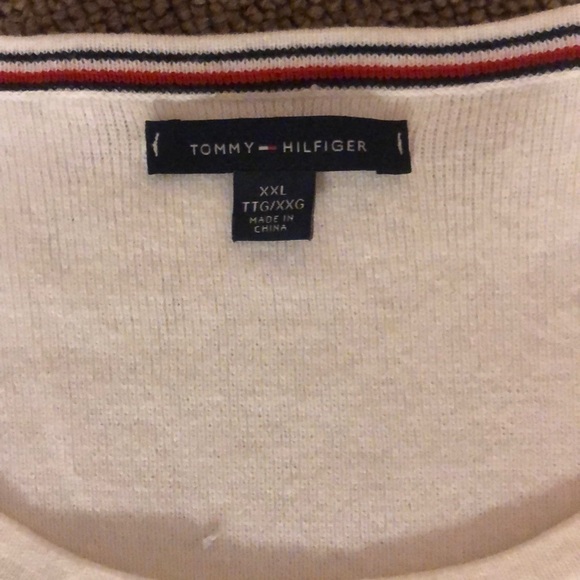 TOMMY HILFIGER
XXL
TTG/XXG
MADE IN
CHINA